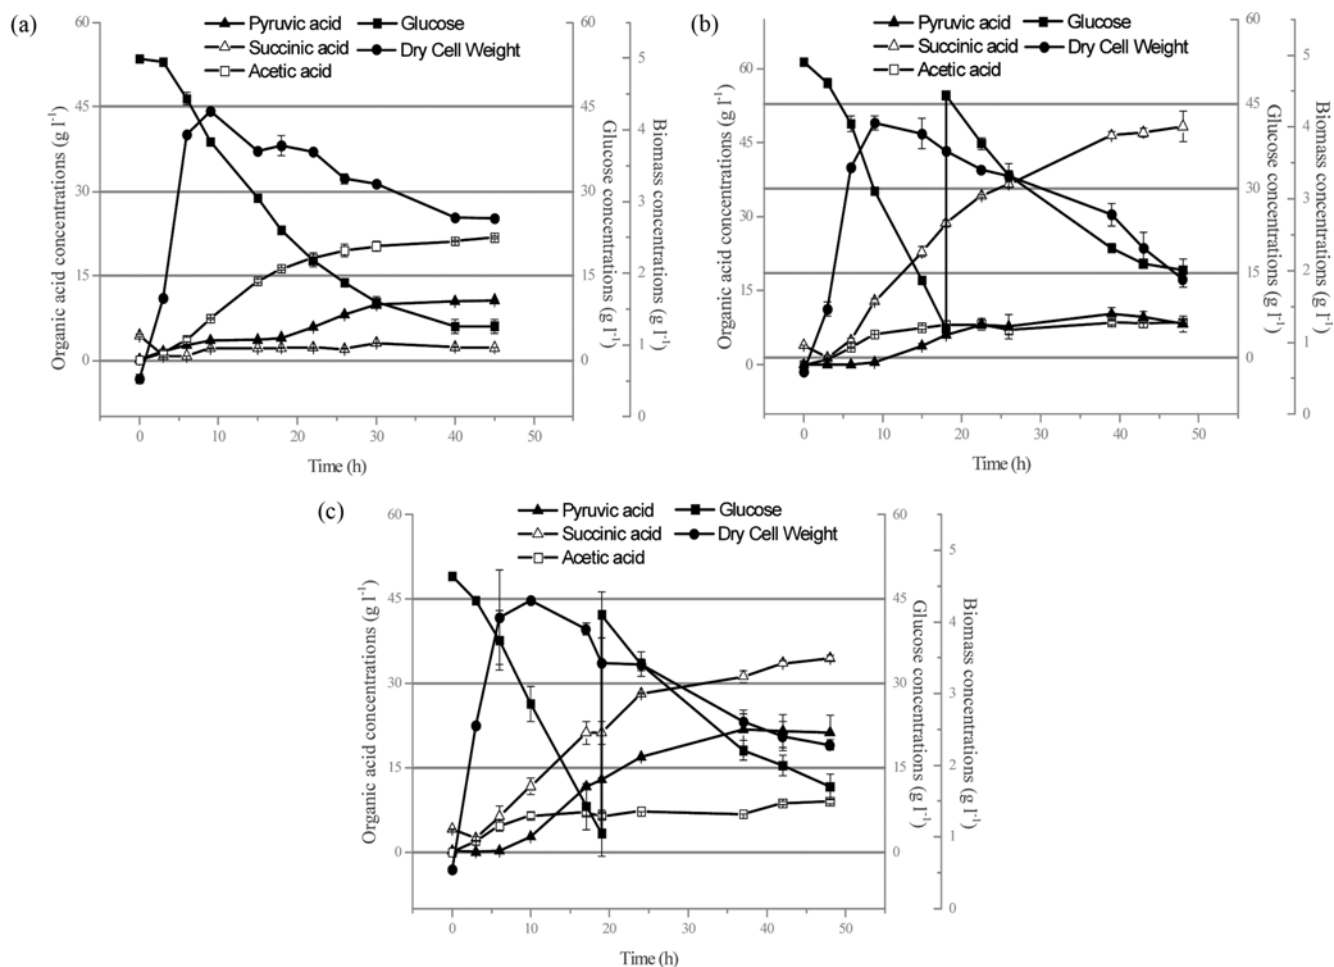 (a)
Pyruvic acid
Glucose
Succinic acid
Dry Cell Weight
Acetic acid
60
45
30
15
0
Organic acid concentrations (g l-1)
60
45
30
15
0
Glucose concentrations (g l-1)
5
4
3
2
1
0
Biomass concentrations (g l-1)
0 10 20 30 40 50
Time (h)
(b)
Pyruvic acid
Glucose
Succinic acid
Dry Cell Weight
Acetic acid
60
45
30
15
0
Organic acid concentrations (g l-1)
60
45
30
15
0
Glucose concentrations (g l-1)
5
4
3
2
1
0
Biomass concentrations (g l-1)
0 10 20 30 40 50
Time (h)
(c)
Pyruvic acid
Glucose
Succinic acid
Dry Cell Weight
Acetic acid
60
45
30
15
0
Organic acid concentrations (g l-1)
60
45
30
15
0
Glucose concentrations (g l-1)
5
4
3
2
1
0
Biomass concentrations (g l-1)
0 10 20 30 40 50
Time (h)